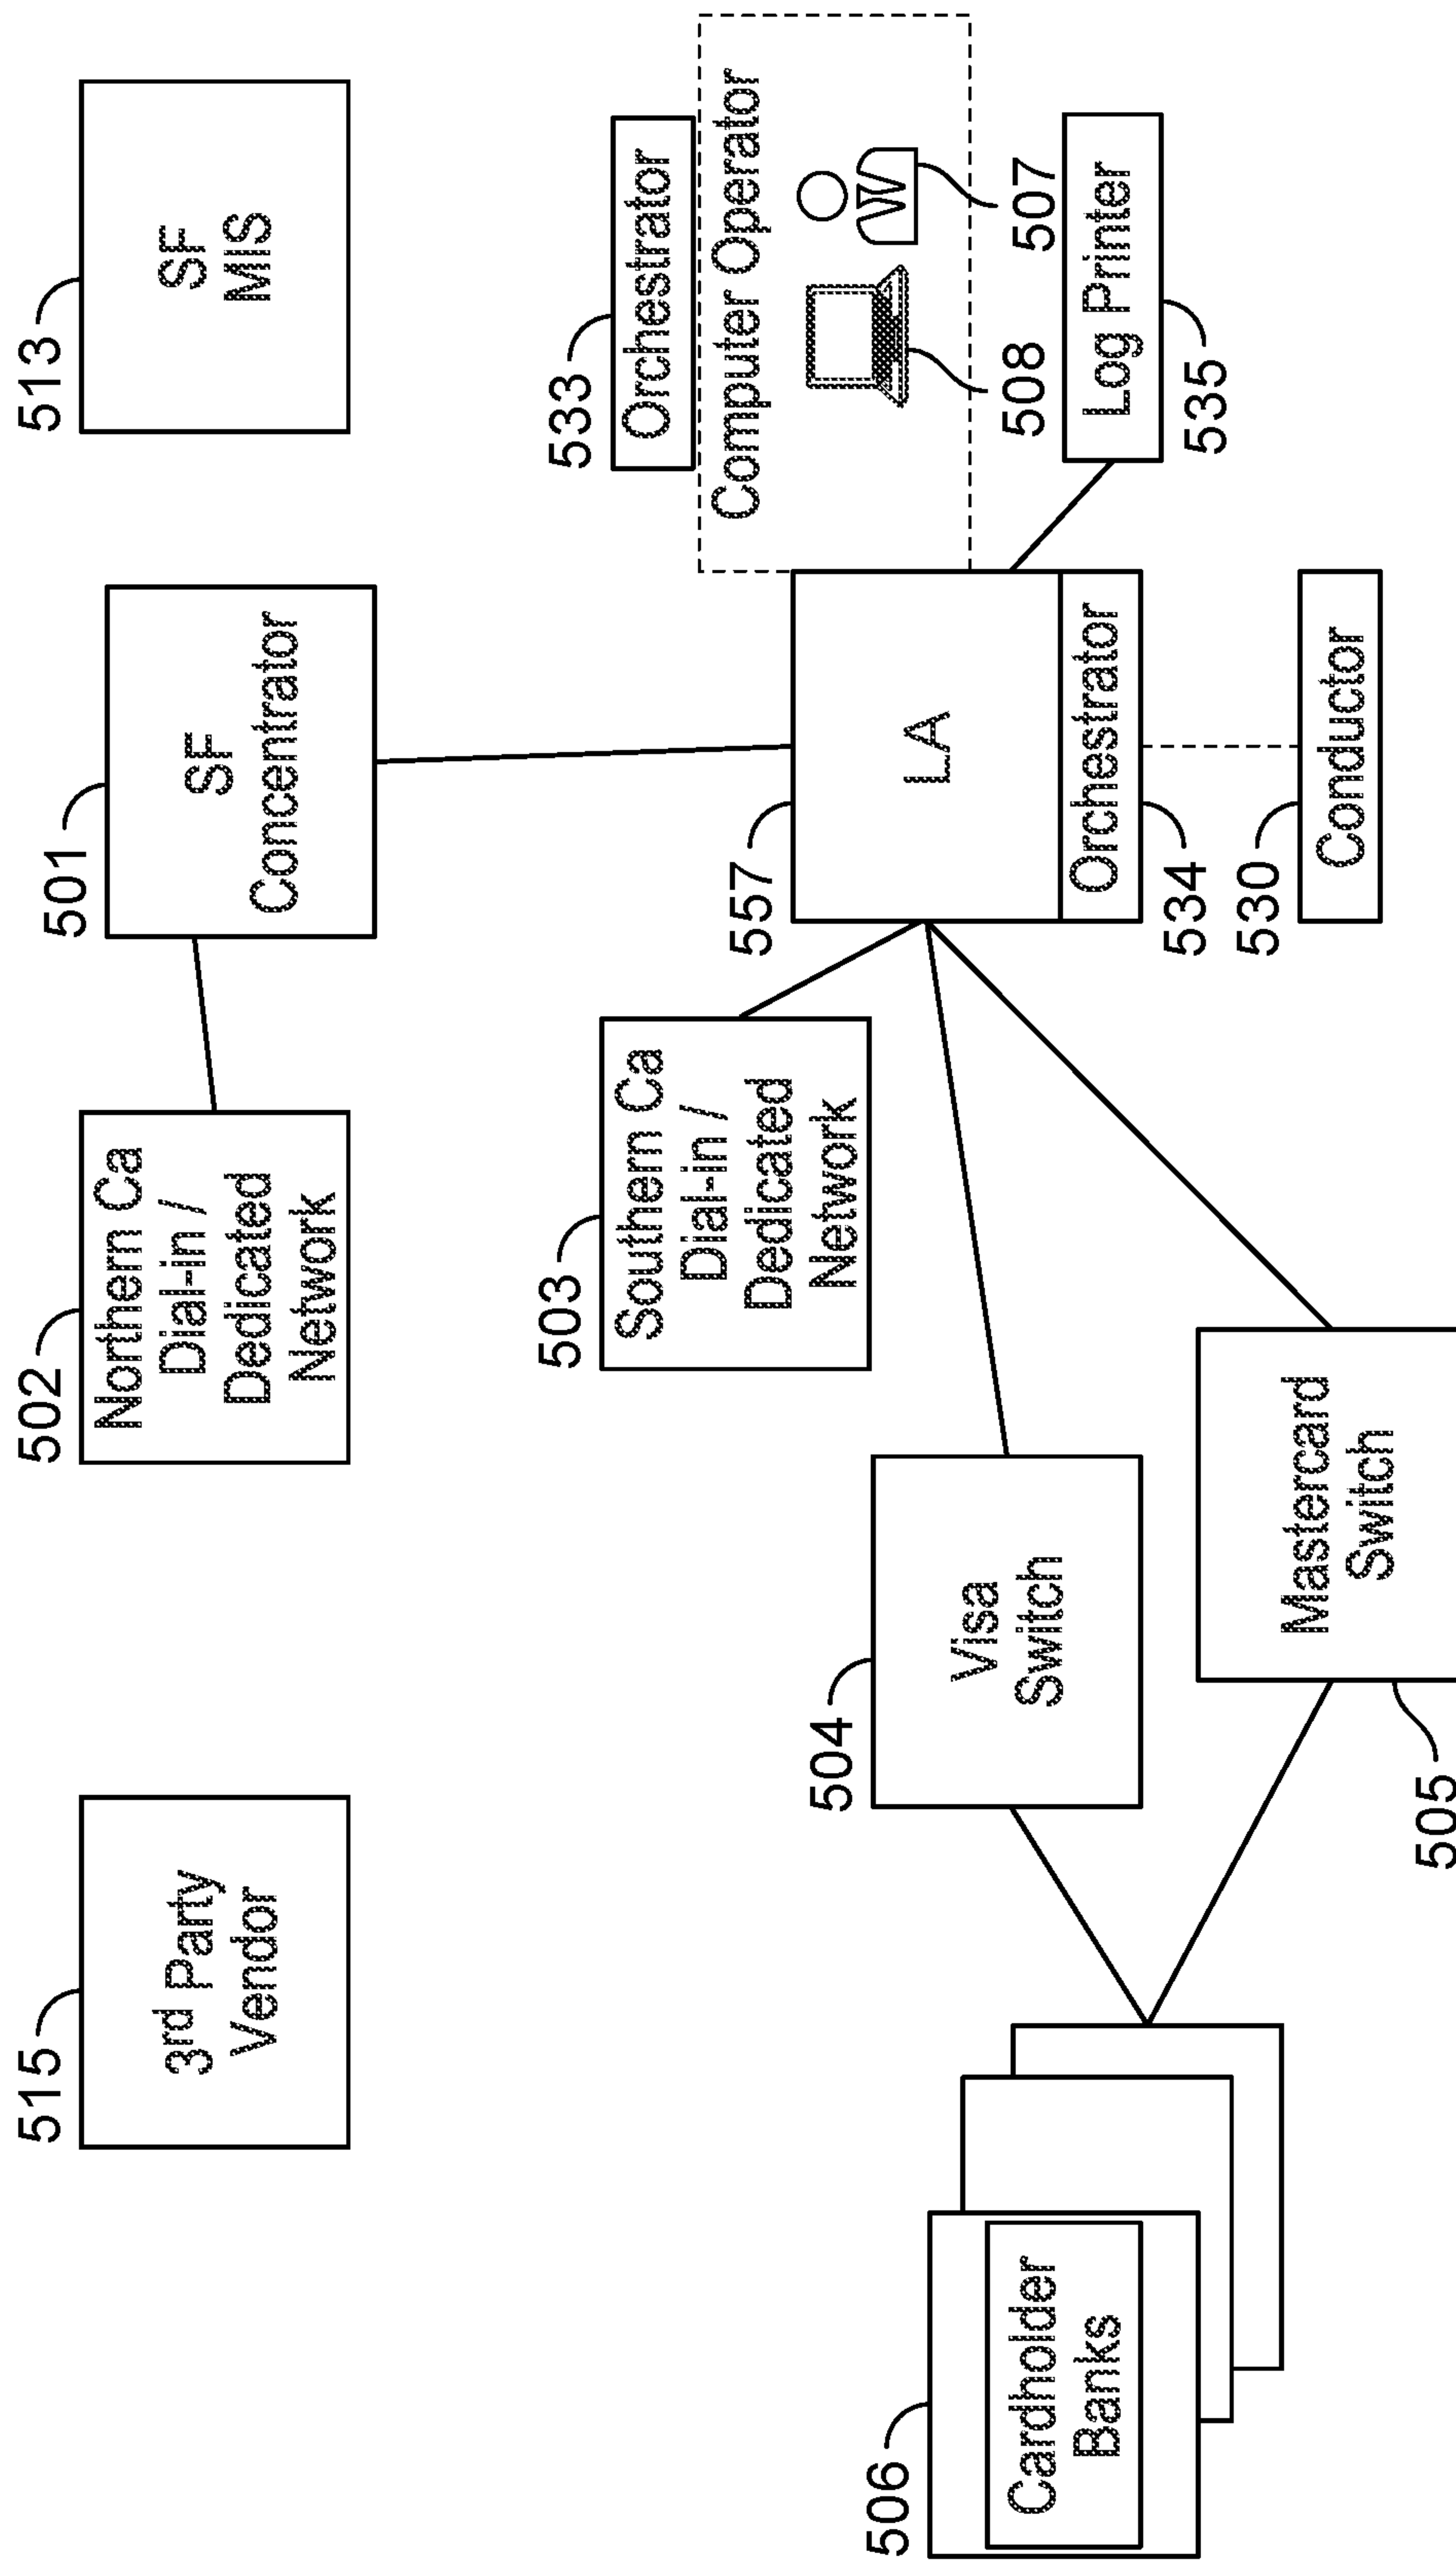 515
3rd Party
Vendor
502
Northern Ca
Dial-in /
Dedicated
Network
501
SF
Concentrator
513
SF
MIS
503
Southern Ca
Dial-in /
Dedicated
Network
533
Orchestrator
Computer Operator
508
507
557
LA
Orchestrator
534
Log Printer
535
530
Conductor
504
Visa
Switch
Mastercard
Switch
505
506
Cardholder
Banks